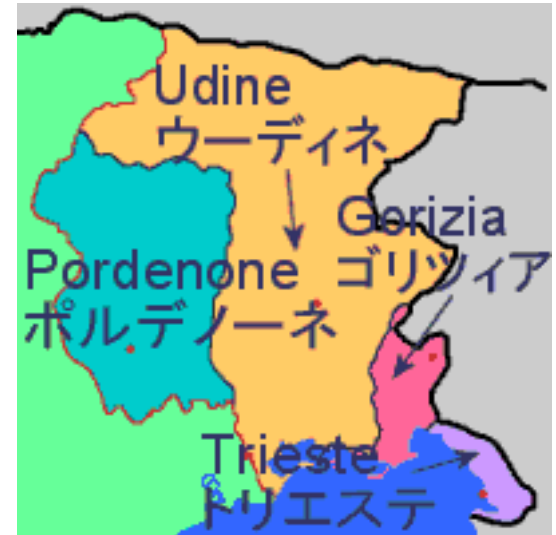 Udine
ウーディネ
Gorizia
ゴリツィア
Pordenone
ポルデノーネ
Trieste
トリエステ